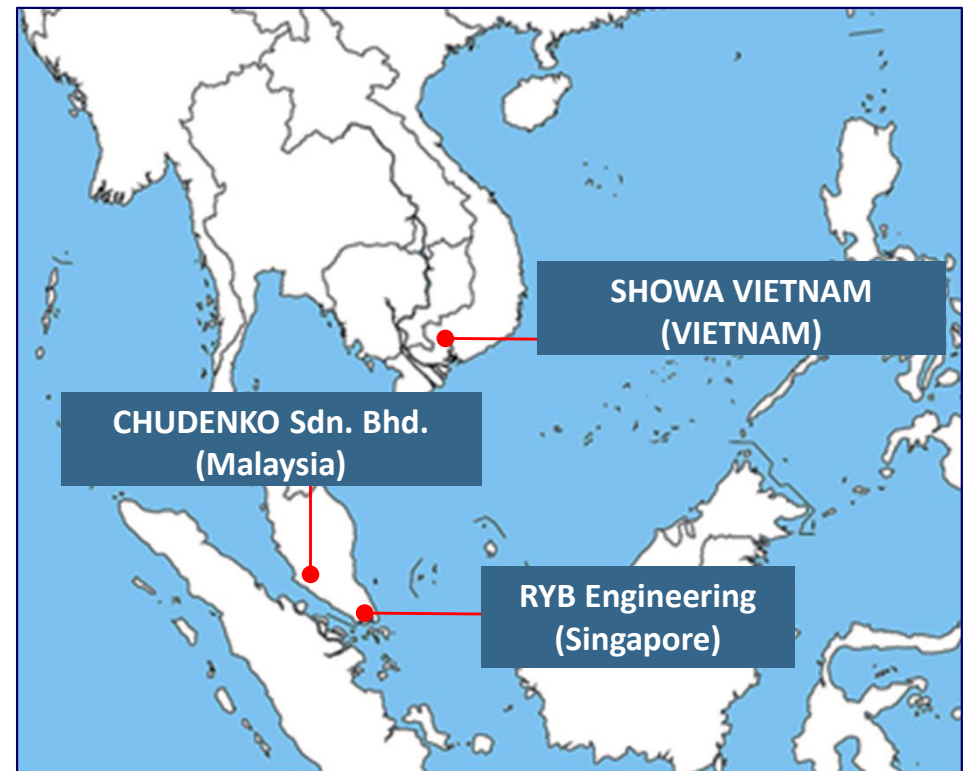 SHOWA VIETNAM
(VIETNAM)
CHUDENKO Sdn. Bhd.
(Malaysia)
RYB Engineering
(Singapore)